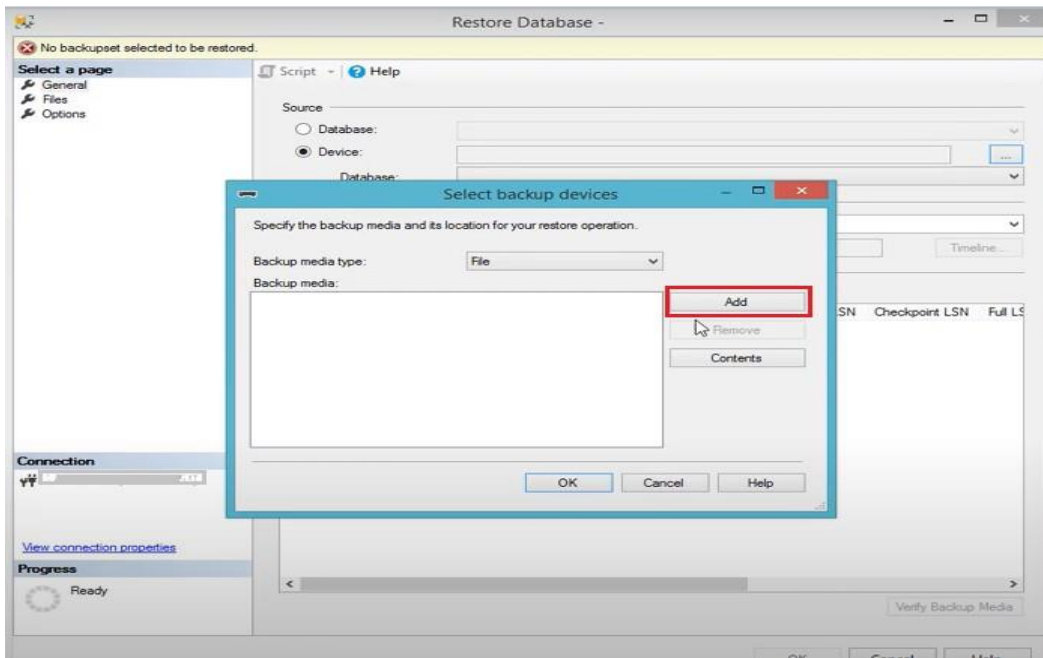 Restore Database -
No backupset selected to be restored.
Select a page
General
Files
Options
Script
Help
Source
Database:
Device:
...
Database:
Select backup devices
Specify the backup media and its location for your restore operation.
Backup media type:
File
Backup media:
Add
Remove
Contents
OK
Cancel
Help
Timeline...
SN Checkpoint LSN Full LS
Connection
View connection properties
Progress
Ready
Verify Backup Media
OK
Cancel
Help